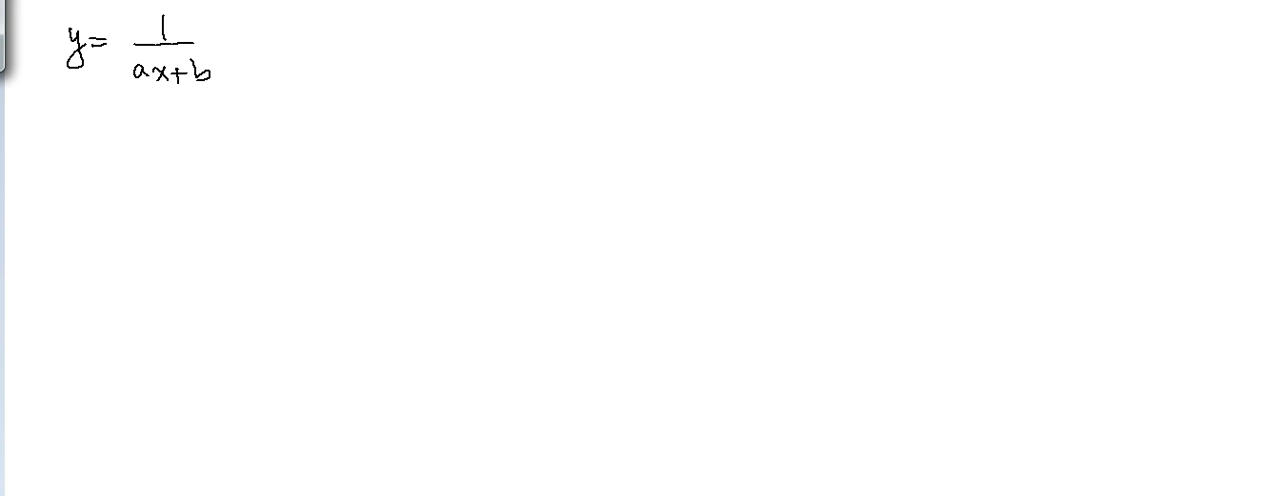 y = 1/(ax+b)